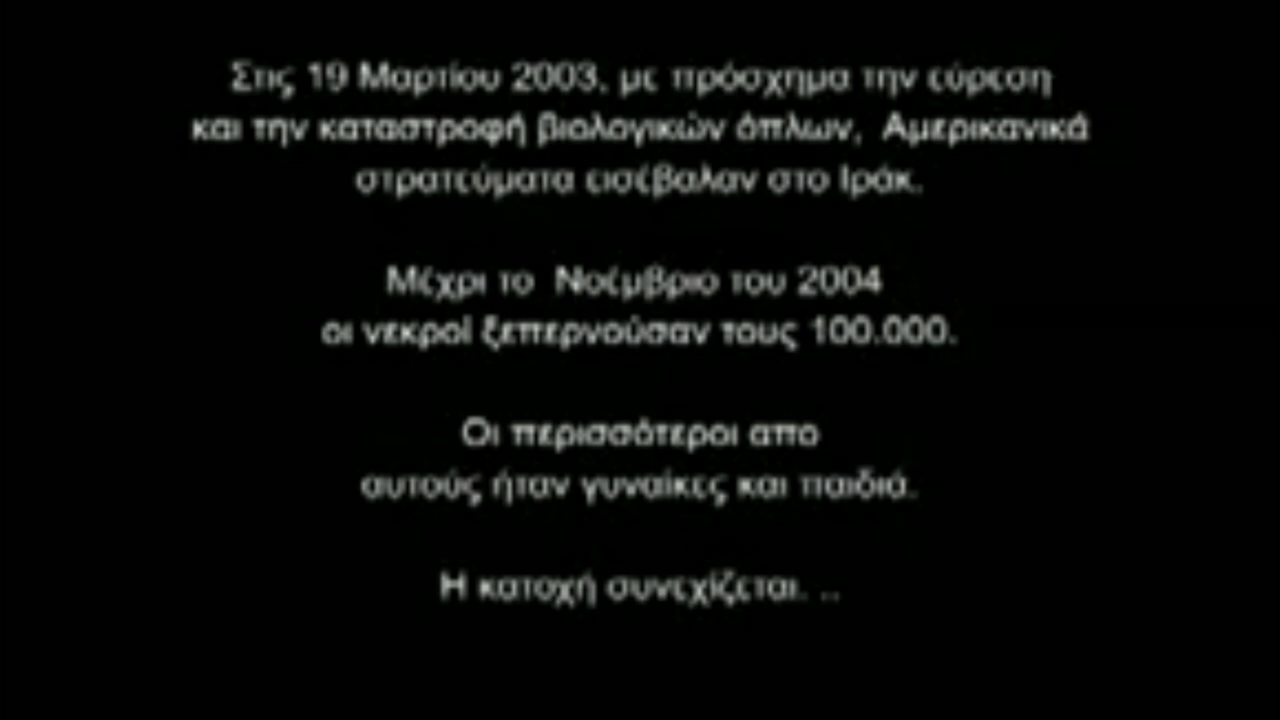 Στις 19 Μαρτίου 2003, με πρόσχημα την εύρεση
και την καταστροφή βιολογικών όπλων, Αμερικανικά
στρατεύματα εισέβαλαν στο Ιράκ.
Μέχρι το Νοέμβριο του 2004
οι νεκροί ξεπερνούσαν τους 100.000.
Οι περισσότεροι απο
αυτούς ήταν γυναίκες και παιδιά.
Η κατοχή συνεχίζεται. ..